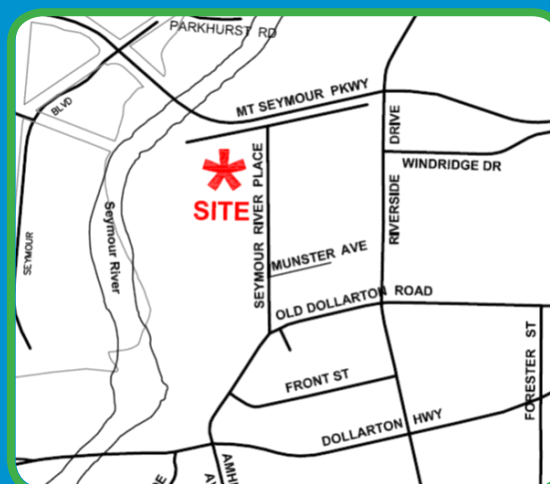 PARKHURST RD
MT SEYMOUR PKWY
BLVD
DRIVE
WINDRIDGE DR
SITE
SEYMOUR RIVER PLACE
RIVERSIDE
SEYMOUR
Seymour River
MUNSTER AVE
OLD DOLLARTON ROAD
FORESTER ST
FRONT ST
DOLLARTON HWY